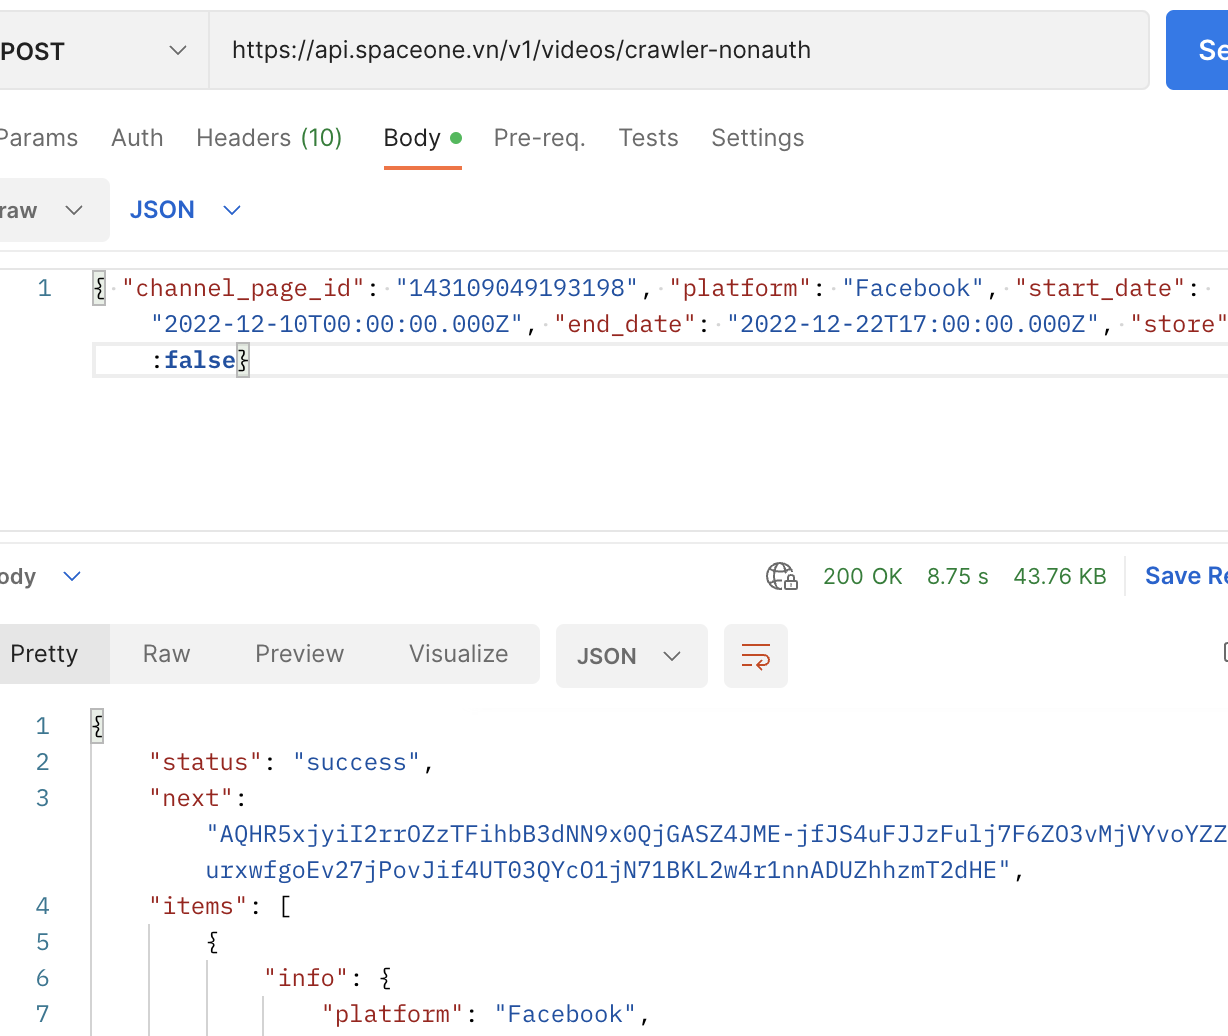 POST https://api.spaceone.vn/v1/videos/crawler-nonauth Se
Params Auth Headers (10) Body Pre-req. Tests Settings
raw JSON
1 { "channel_page_id": "143109049193198", "platform": "Facebook", "start_date":
"2022-12-10T00:00:00.000Z", "end_date": "2022-12-22T17:00:00.000Z", "store"
:false}
ody 200 OK 8.75 s 43.76 KB Save Re
Pretty Raw Preview Visualize JSON
1 {
2 "status": "success",
3 "next":
"AQHR5xjyiI2rrOZzTFihbB3dNN9x0QjGASZ4JME-jfJS4uFJJzFulj7F6ZO3vMjVYvoYZZ
urxwfgoEv27jPovJif4UT03QYcO1jN71BKL2w4r1nnADUZhhzmT2dHE",
4 "items": [
5 {
6 "info": {
7 "platform": "Facebook",